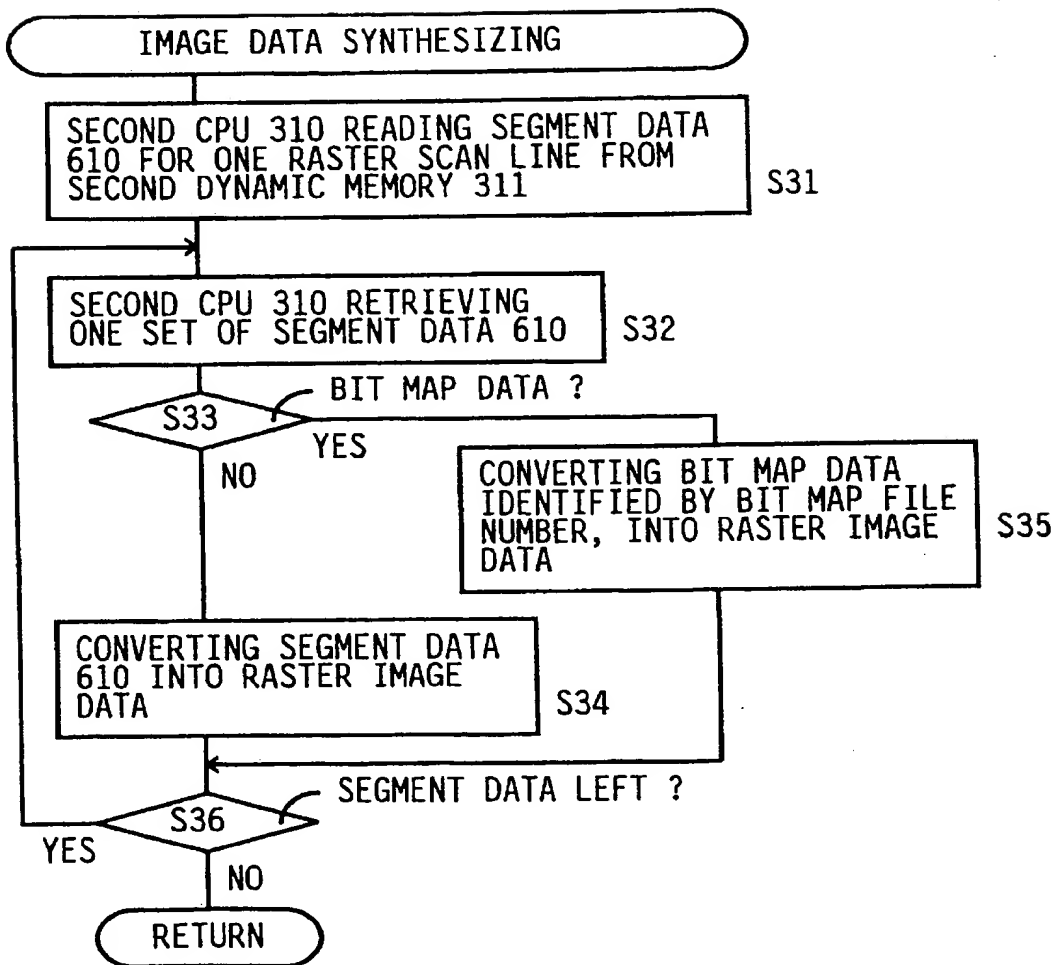 IMAGE DATA SYNTHESIZING
SECOND CPU 310 READING SEGMENT DATA
610 FOR ONE RASTER SCAN LINE FROM
SECOND DYNAMIC MEMORY 311
S31
SECOND CPU 310 RETRIEVING
ONE SET OF SEGMENT DATA 610
S32
BIT MAP DATA ?
S33
YES
NO
CONVERTING BIT MAP DATA
IDENTIFIED BY BIT MAP FILE
NUMBER, INTO RASTER IMAGE
DATA
S35
CONVERTING SEGMENT DATA
610 INTO RASTER IMAGE
DATA
S34
SEGMENT DATA LEFT ?
S36
YES
NO
RETURN